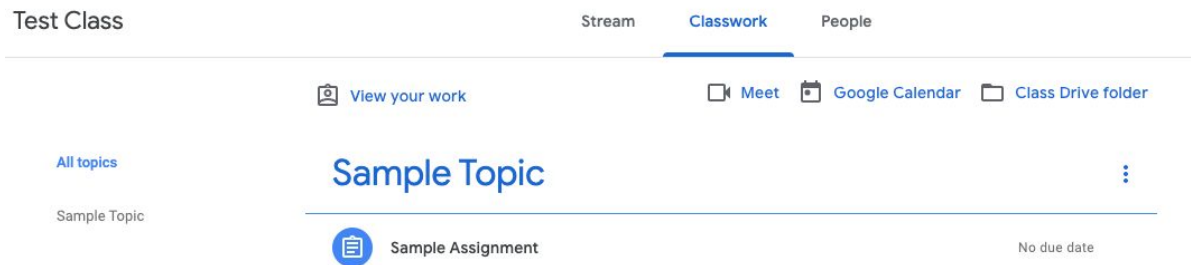 Test Class
Stream Classwork People
View your work
Meet Google Calendar Class Drive folder
All topics
Sample Topic
Sample Topic
Sample Assignment No due date